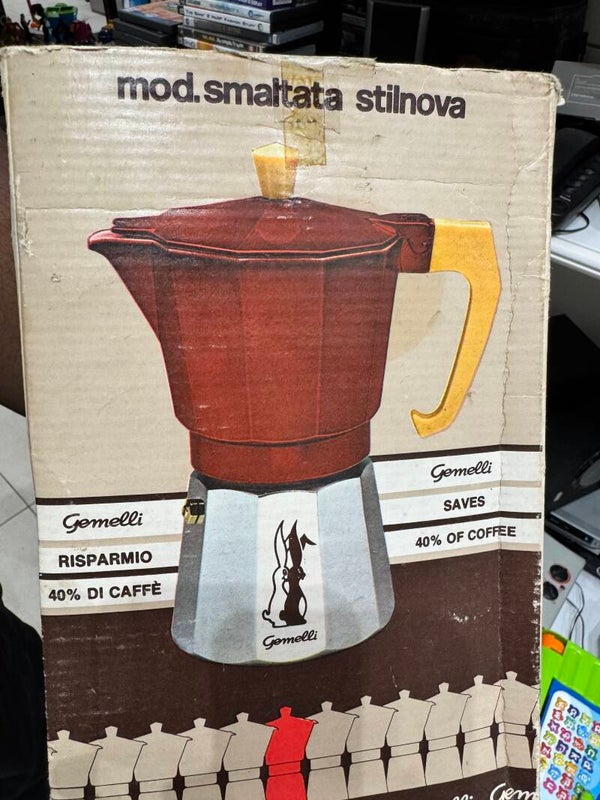 mod. smaltata stilnova
Gemelli
RISPARMIO
40% DI CAFFÈ
Gemelli
SAVES
40% OF COFFEE
Gemelli